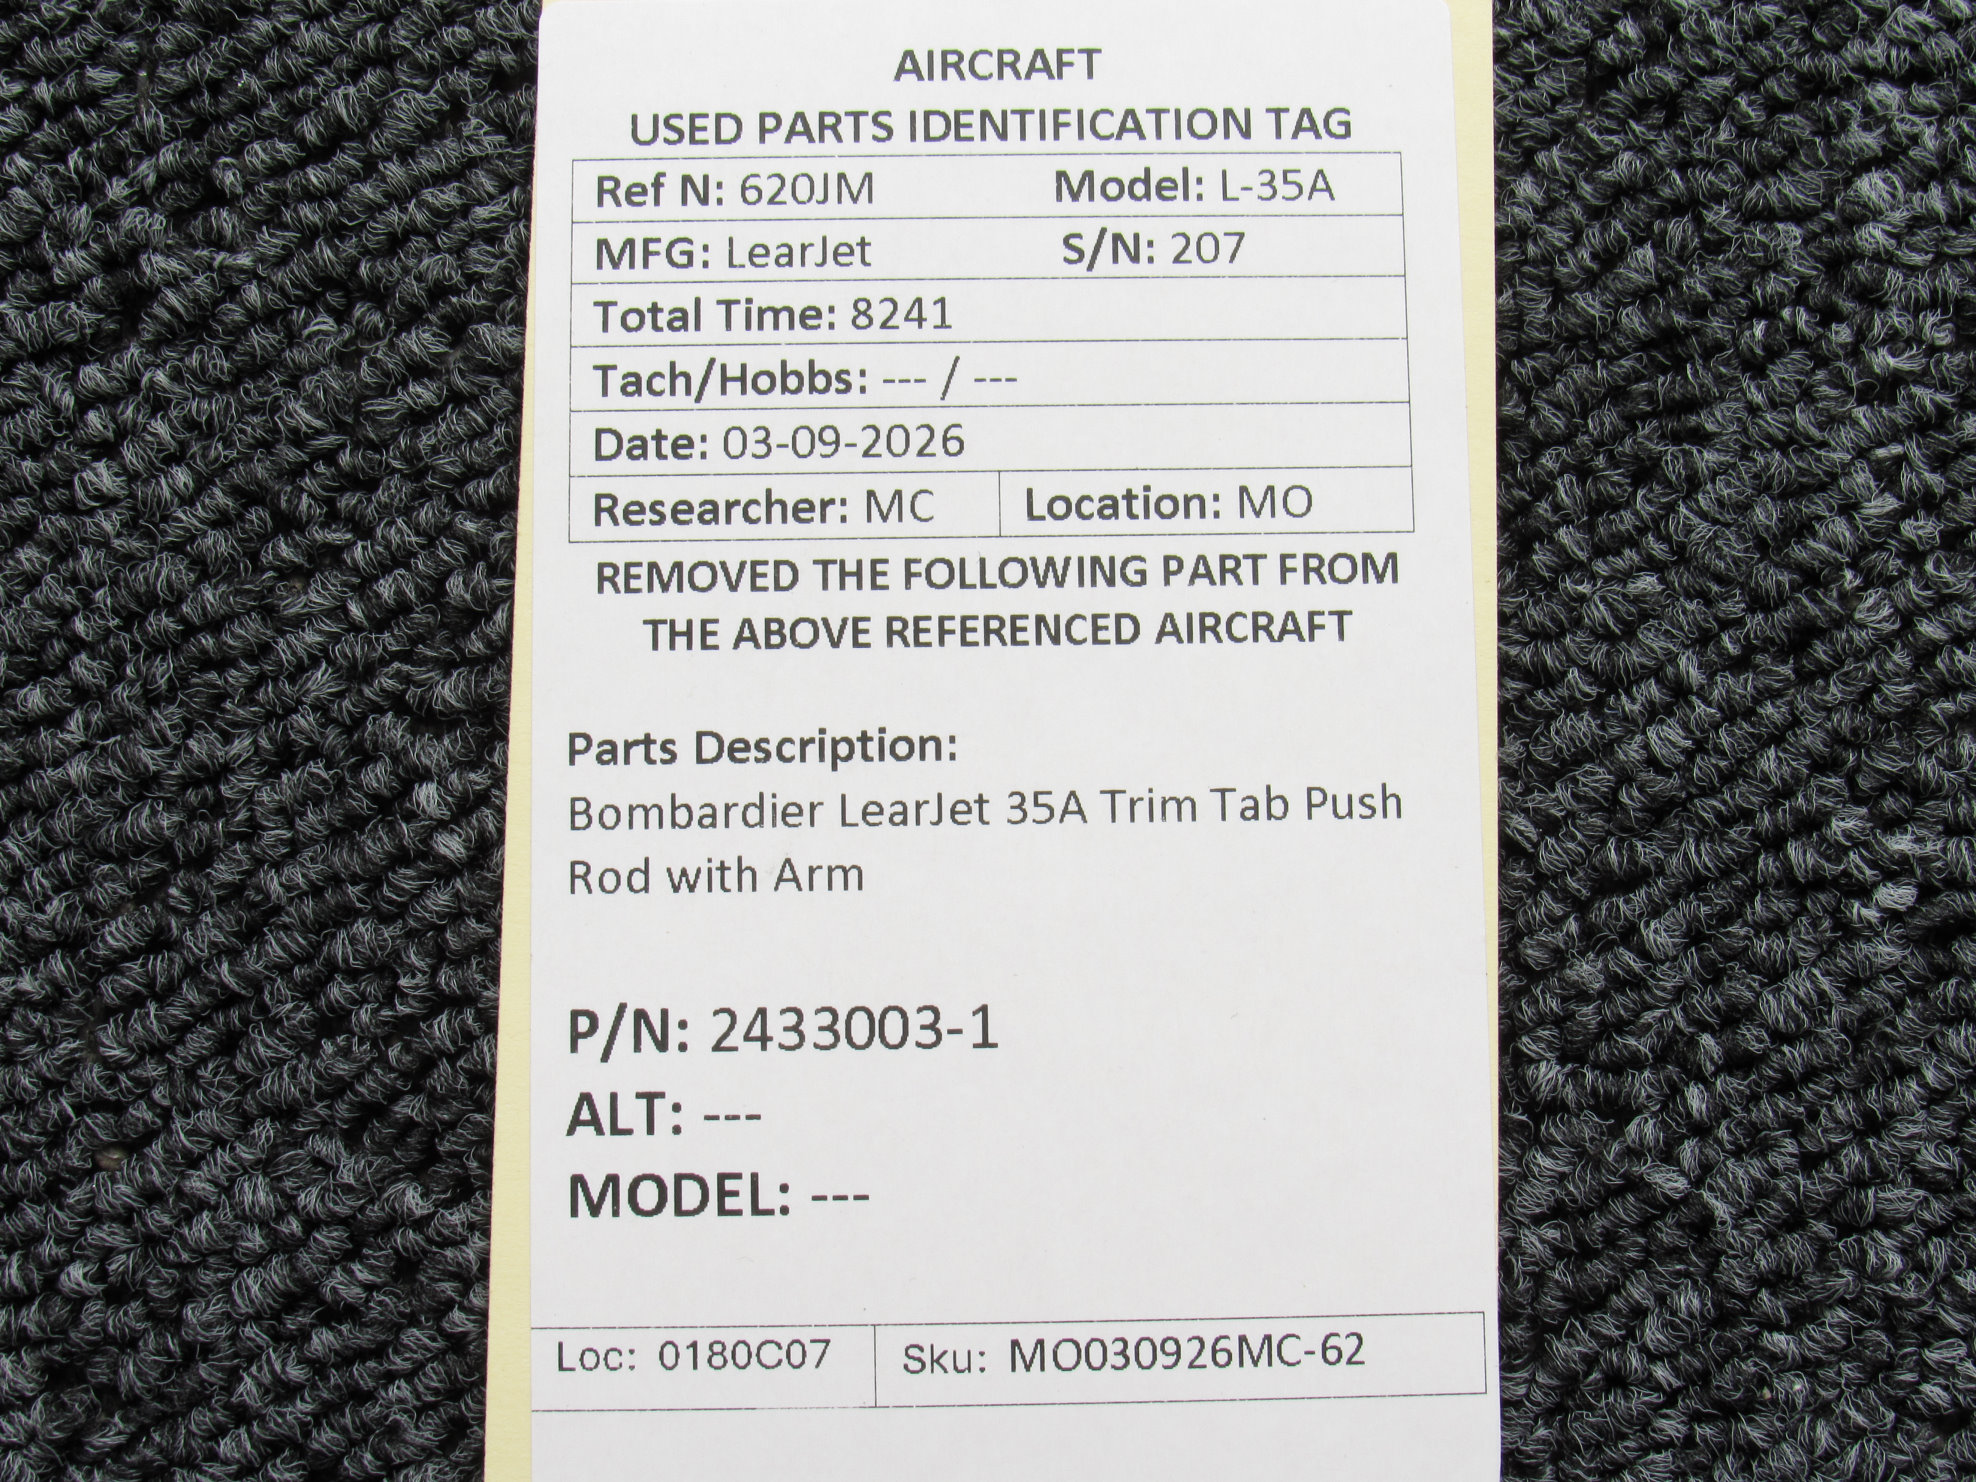 AIRCRAFT
USED PARTS IDENTIFICATION TAG
Ref N: 620JM Model: L-35A
MFG: LearJet S/N: 207
Total Time: 8241
Tach/Hobbs: --- / ---
Date: 03-09-2026
Researcher: MC Location: MO
REMOVED THE FOLLOWING PART FROM
THE ABOVE REFERENCED AIRCRAFT
Parts Description:
Bombardier LearJet 35A Trim Tab Push
Rod with Arm
P/N: 2433003-1
ALT: ---
MODEL: ---
Loc: 0180C07 Sku: MO030926MC-62